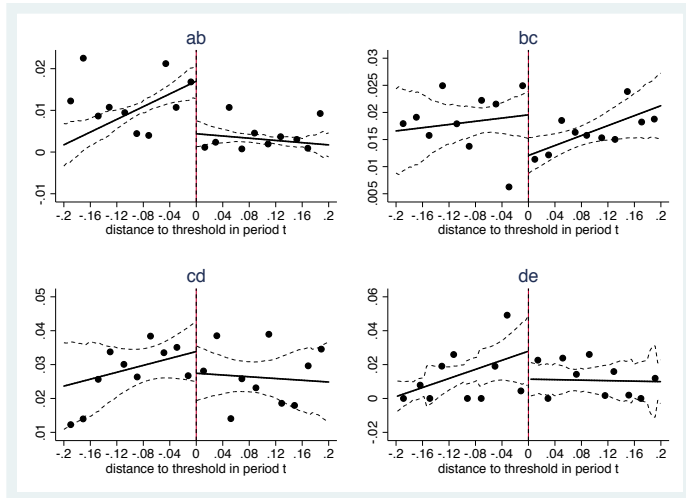 ab
.02
.01
0
-.01
-.2 -.16 -.12 -.08 -.04 0 .04 .08 .12 .16 .2
distance to threshold in period t
bc
.03
.025
.02
.015
.01
.005
-.2 -.16 -.12 -.08 -.04 0 .04 .08 .12 .16 .2
distance to threshold in period t
cd
.05
.04
.03
.02
.01
-.2 -.16 -.12 -.08 -.04 0 .04 .08 .12 .16 .2
distance to threshold in period t
de
.06
.04
.02
0
-.02
-.2 -.16 -.12 -.08 -.04 0 .04 .08 .12 .16 .2
distance to threshold in period t